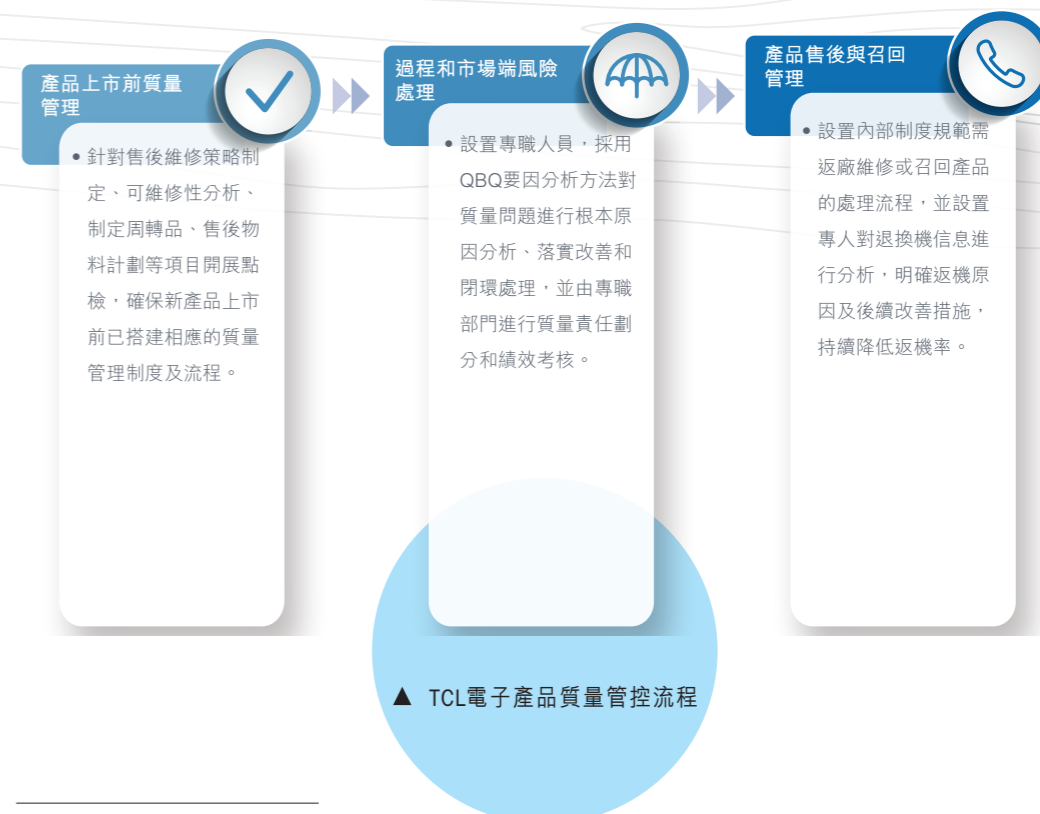 產品上市前質量
管理
• 針對售後維修策略制
定、可維修性分析、
制定周轉品、售後物
料計劃等項目開展點
檢，確保新產品上市
前已搭建相應的質量
管理制度及流程。
過程和市場端風險
處理
• 設置專職人員，採用
QBQ要因分析方法對
質量問題進行根本原
因分析、落實改善和
閉環處理，並由專職
部門進行質量責任劃
分和績效考核。
產品售後與召回
管理
• 設置內部制度規範需
返廠維修或召回產品
的處理流程，並設置
專人對退換機信息進
行分析，明確返機原
因及後續改善措施，
持續降低返機率。
▲ TCL電子產品質量管控流程